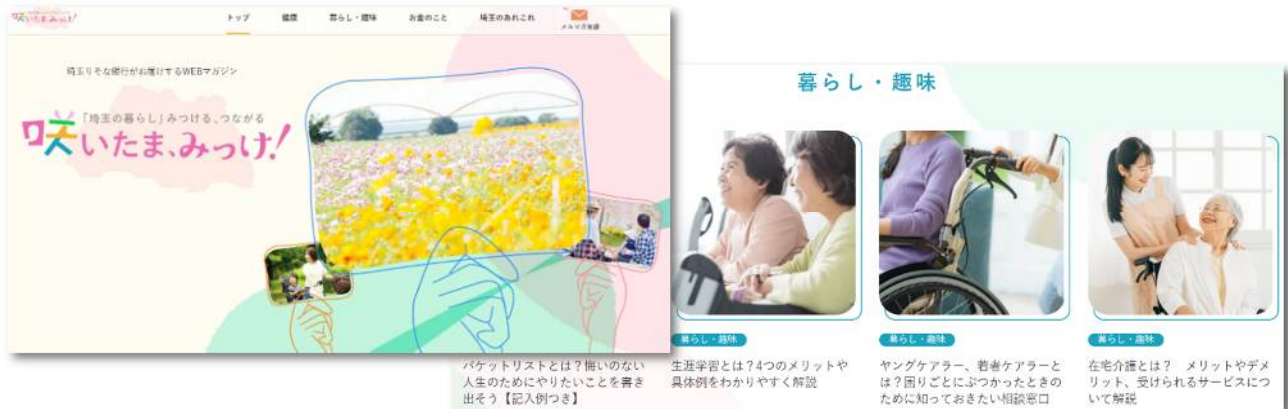 咲いたま、みっけ!
トップ
健康
暮らし・趣味
お金のこと
埼玉のあれこれ
メルマガ登録
埼玉りそな銀行がお届けするWEBマガジン
「埼玉の暮らし」みつける、つながる
咲いたま、みっけ!
暮らし・趣味
バケットリストとは?悔いのない
人生のためにやりたいことを書き
出そう【記入例つき】
暮らし・趣味
生涯学習とは?4つのメリットや
具体例をわかりやすく解説
暮らし・趣味
ヤングケアラー、若者ケアラーと
は?困りごとにぶつかったときの
ために知っておきたい相談窓口
暮らし・趣味
在宅介護とは? メリットやデメ
リット、受けられるサービスにつ
いて解説